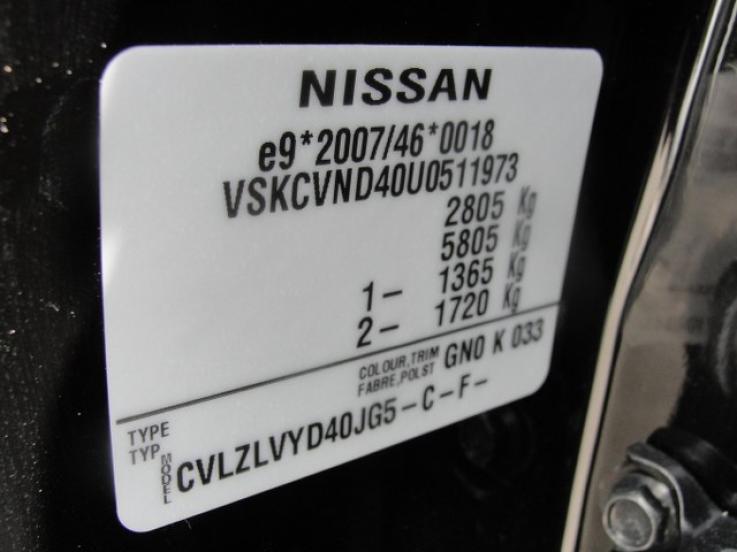 NISSAN
e9*2007/46*0018
VSKCVND40U0511973
2805 Kg
5805 Kg
1- 1365 Kg
2- 1720 Kg
COLOUR,TRIM GN0 K 033
FABRE,POLST
TYPE
TYP
MODEL CVLZLVYD40JG5-C-F-